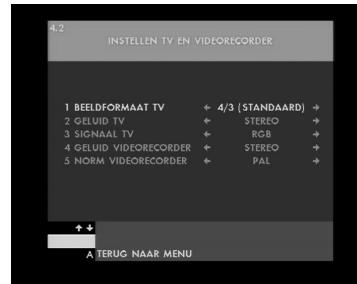 4.2
INSTELLEN TV EN VIDEORECORDER
1 BEELDFORMAAT TV ← 4/3 (STANDAARD) →
2 GELUID TV ← STEREO →
3 SIGNAAL TV ← RGB →
4 GELUID VIDEORECORDER ← STEREO →
5 NORM VIDEORECORDER ← PAL →
↑ ↓
A TERUG NAAR MENU